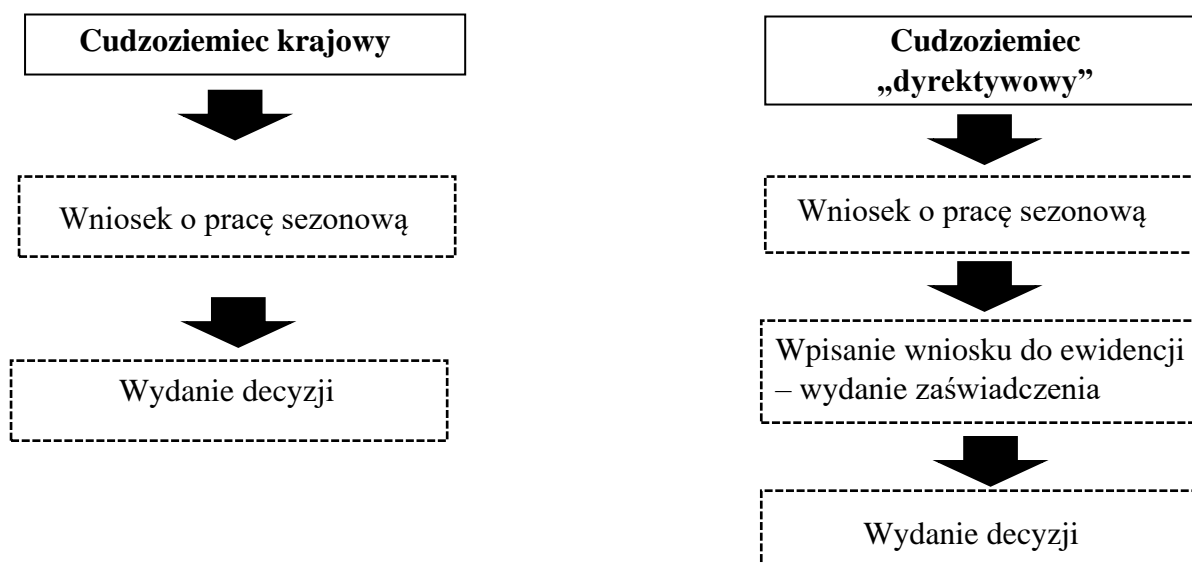 Cudzoziemiec krajowy
Wniosek o pracę sezonową
Wydanie decyzji
Cudzoziemiec
„dyrektywowy”
Wniosek o pracę sezonową
Wpisanie wniosku do ewidencji
– wydanie zaświadczenia
Wydanie decyzji